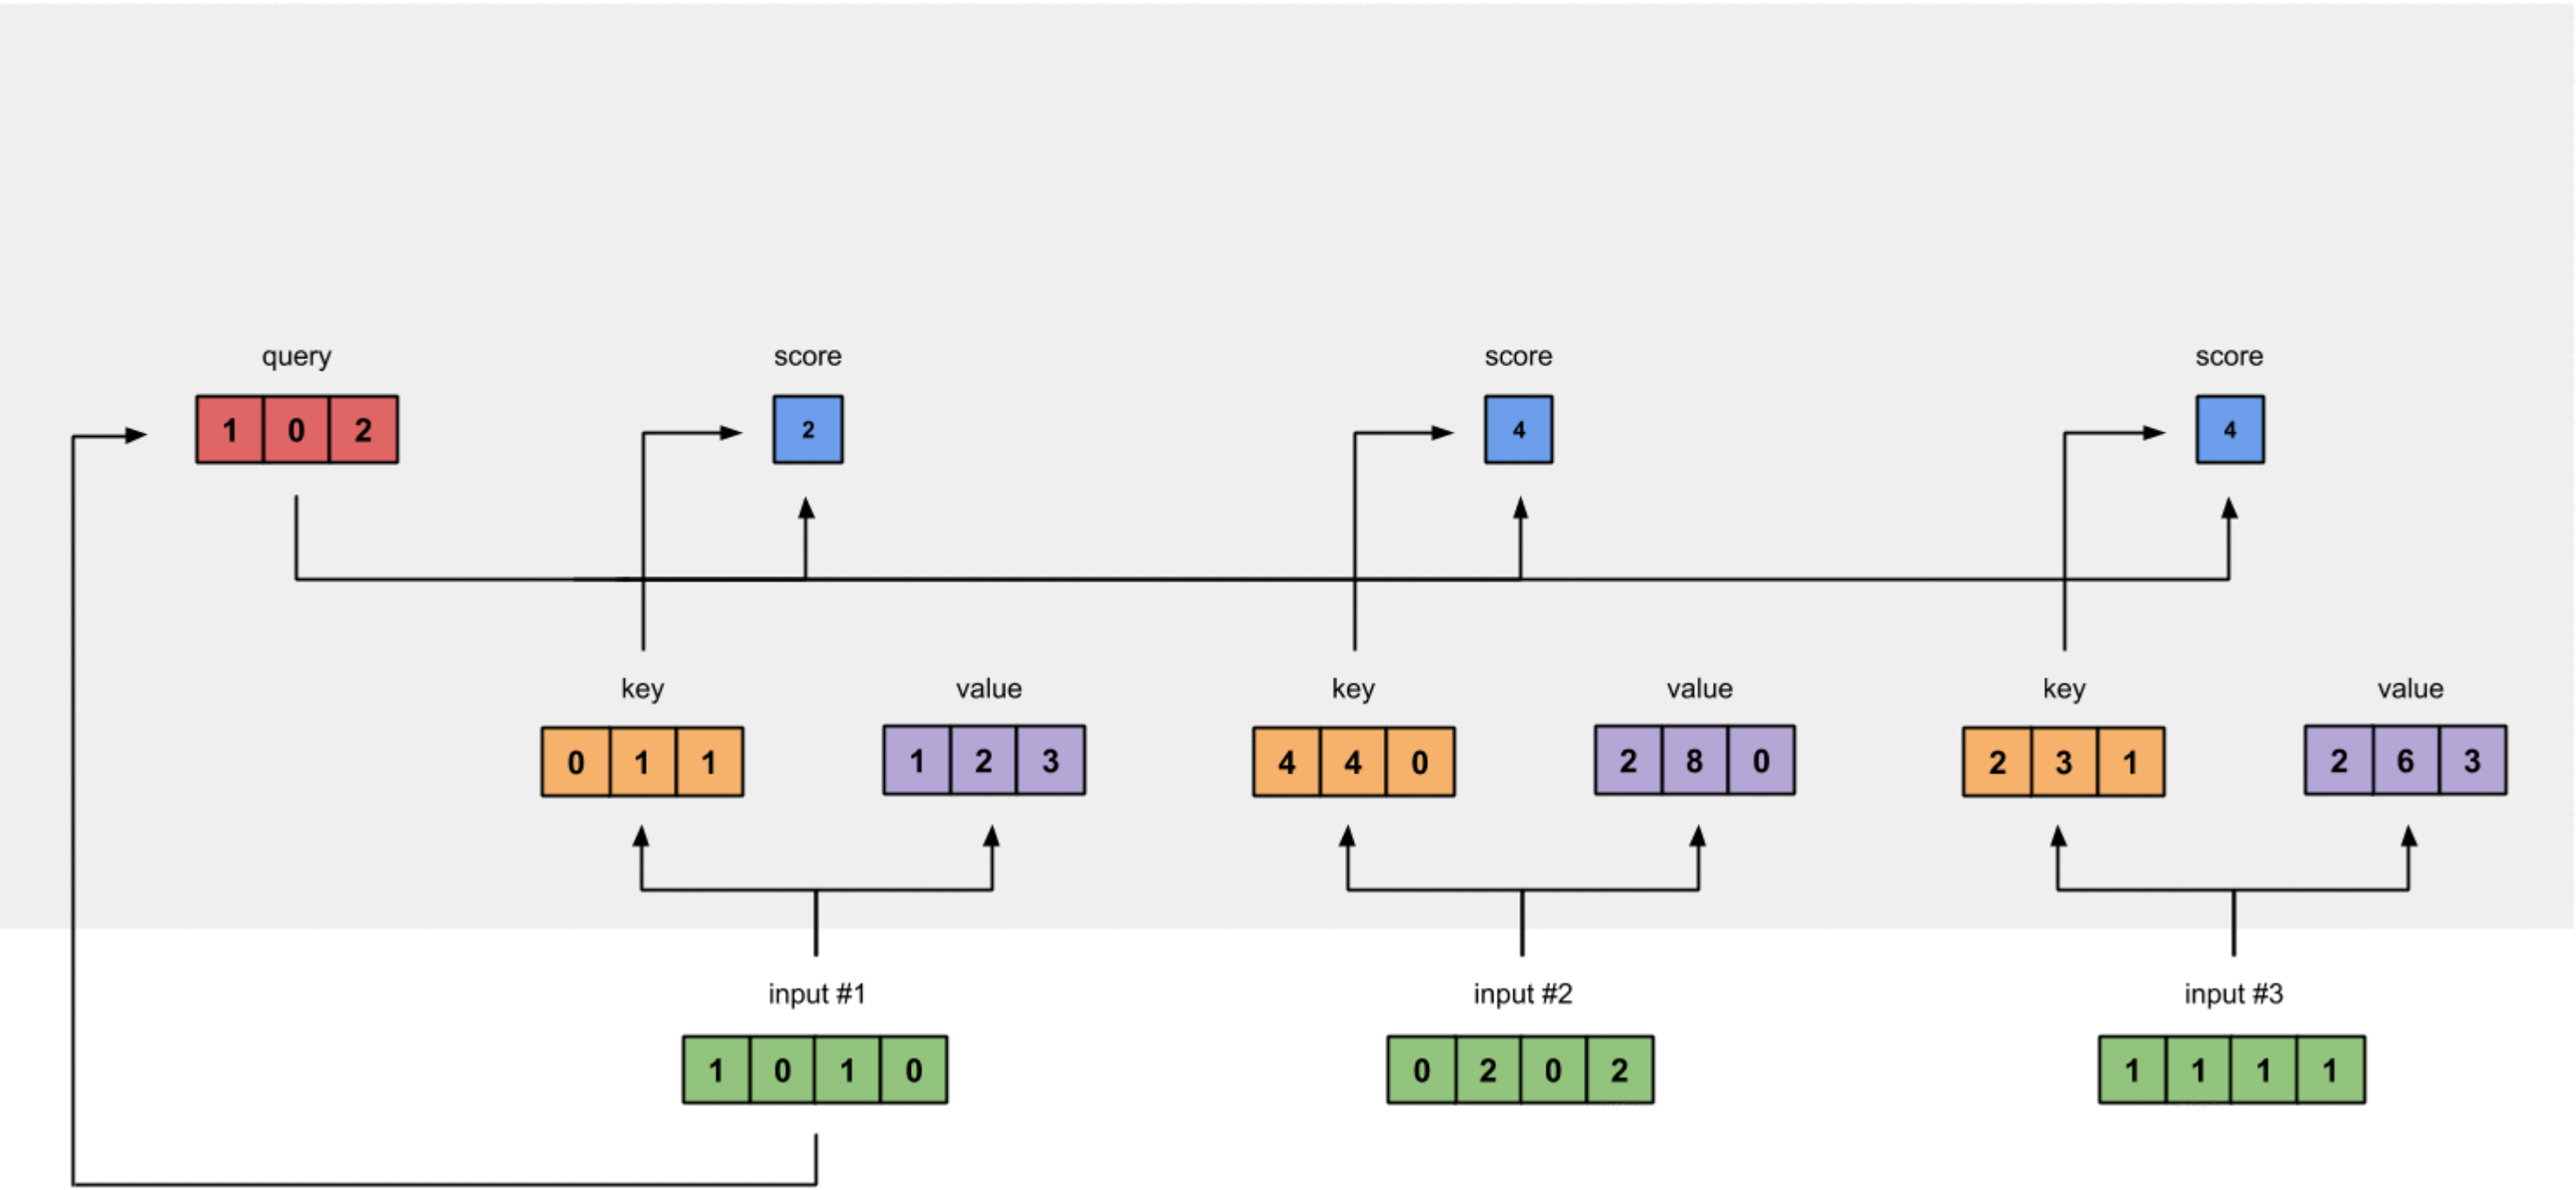 query score score score
1 0 2 2 4 4
key value key value key value
0 1 1 1 2 3 4 4 0 2 8 0 2 3 1 2 6 3
input #1 input #2 input #3
1 0 1 0 0 2 0 2 1 1 1 1